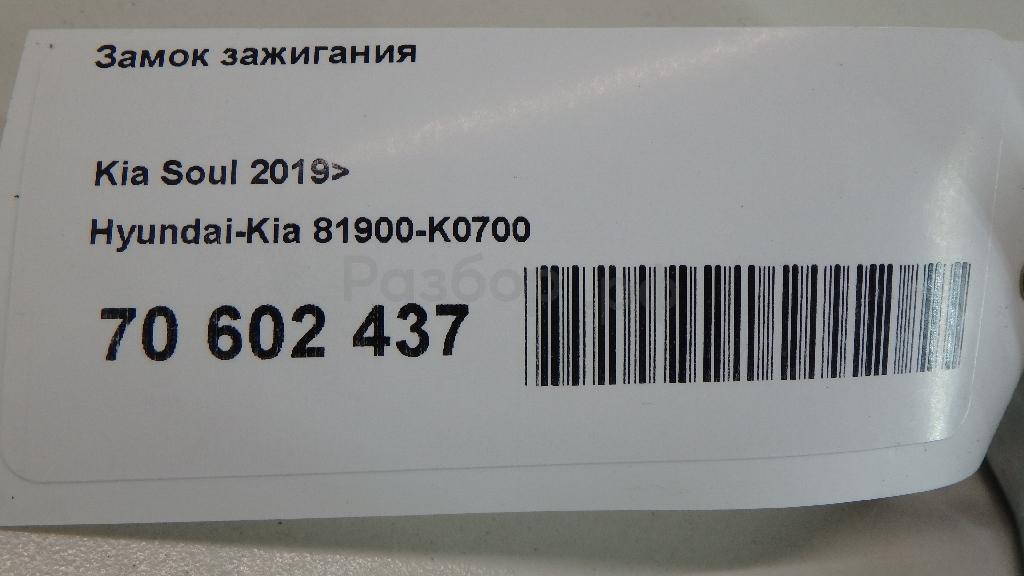 Замок зажигания
Kia Soul 2019>
Hyundai-Kia 81900-K0700
70 602 437